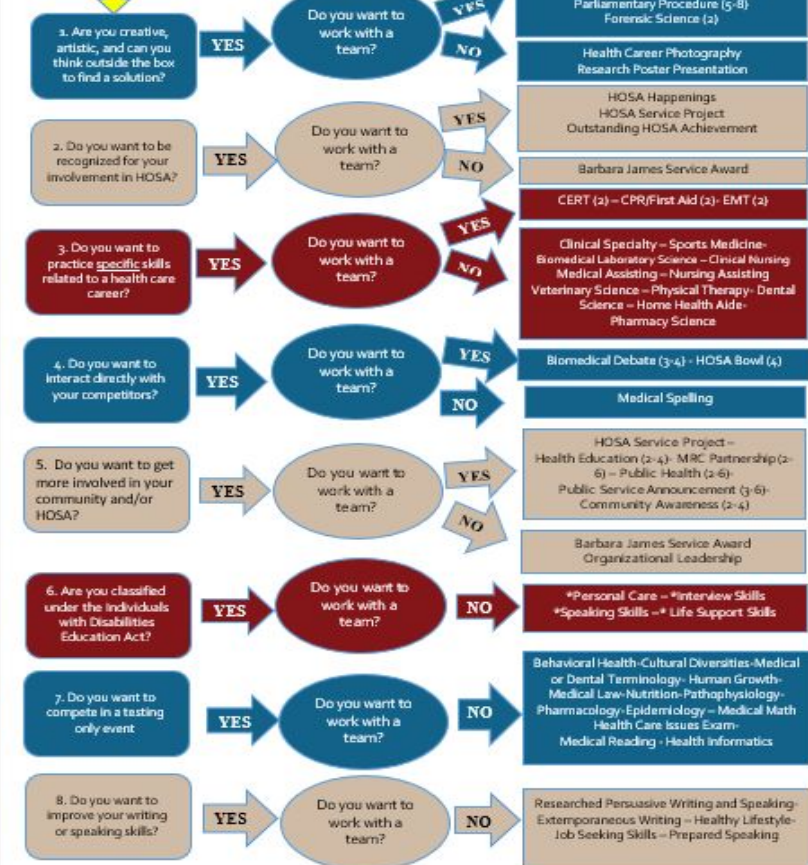 Parliamentary Procedure (5-8)
Forensic Science (2)
1. Are you creative,
artistic, and can you
think outside the box
to find a solution?
YES
Do you want to
work with a
team?
YES
NO
Health Career Photography
Research Poster Presentation
2. Do you want to be
recognized for your
involvement in HOSA?
YES
Do you want to
work with a
team?
YES
HOSA Happenings
HOSA Service Project
Outstanding HOSA Achievement
NO
Barbara James Service Award
3. Do you want to
practice specific skills
related to a health care
career?
YES
Do you want to
work with a
team?
YES
CERT (2) – CPR/First Aid (2)- EMT (2)
NO
Clinical Specialty – Sports Medicine-
Biomedical Laboratory Science – Clinical Nursing
Medical Assisting – Nursing Assisting
Veterinary Science – Physical Therapy- Dental
Science – Home Health Aide-
Pharmacy Science
4. Do you want to
interact directly with
your competitors?
YES
Do you want to
work with a
team?
YES
Biomedical Debate (3-4) - HOSA Bowl (4)
NO
Medical Spelling
5. Do you want to get
more involved in your
community and/or
HOSA?
YES
Do you want to
work with a
team?
YES
HOSA Service Project –
Health Education (2-4)- MRC Partnership (2-
6) – Public Health (2-6)-
Public Service Announcement (3-6)-
Community Awareness (2-4)
NO
Barbara James Service Award
Organizational Leadership
6. Are you classified
under the Individuals
with Disabilities
Education Act?
YES
Do you want to
work with a
team?
NO
*Personal Care – *Interview Skills
*Speaking Skills –* Life Support Skills
7. Do you want to
compete in a testing
only event
YES
Do you want to
work with a
team?
NO
Behavioral Health-Cultural Diversities-Medical
or Dental Terminology- Human Growth-
Medical Law-Nutrition-Pathophysiology-
Pharmacology-Epidemiology – Medical Math
Health Care Issues Exam-
Medical Reading - Health Informatics
8. Do you want to
improve your writing
or speaking skills?
YES
Do you want to
work with a
team?
NO
Researched Persuasive Writing and Speaking-
Extemporaneous Writing – Healthy Lifestyle-
Job Seeking Skills – Prepared Speaking